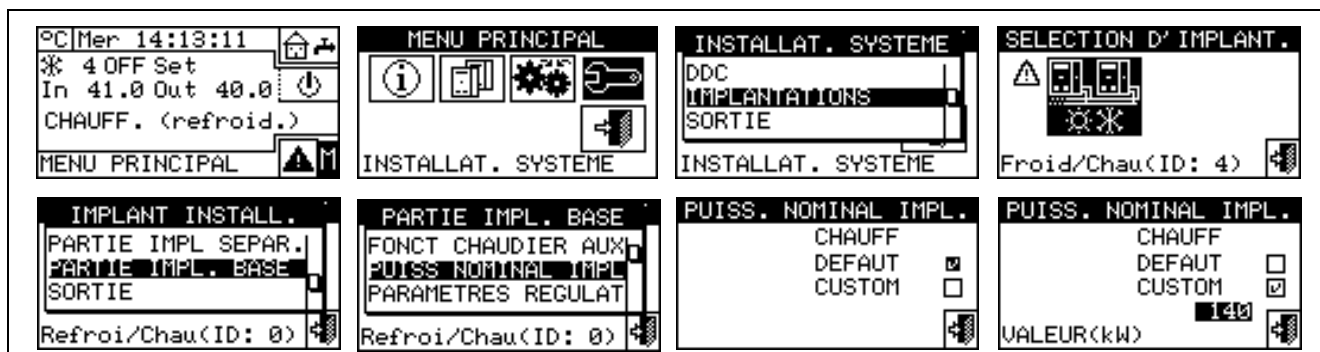 °C Mer 14:13:11
4 OFF Set
In 41.0 Out 40.0
CHAUFF. (refroid.)
MENU PRINCIPAL
M
MENU PRINCIPAL
i
INSTALLAT. SYSTEME
INSTALLAT. SYSTEME
DDC
IMPLANTATIONS
SORTIE
INSTALLAT. SYSTEME
SELECTION D'IMPLANT.
Froid/Chau(ID: 4)
IMPLANT INSTALL.
PARTIE IMPL SEPAR.
PARTIE IMPL. BASE
SORTIE
Refroi/Chau(ID: 0)
PARTIE IMPL. BASE
FONCT CHAUDIER AUX
PUISS NOMINAL IMPL
PARAMETRES REGULAT
Refroi/Chau(ID: 0)
PUISS. NOMINAL IMPL.
CHAUFF
DEFAUT
CUSTOM
PUISS. NOMINAL IMPL.
CHAUFF
DEFAUT
CUSTOM
140
VALEUR(kW)